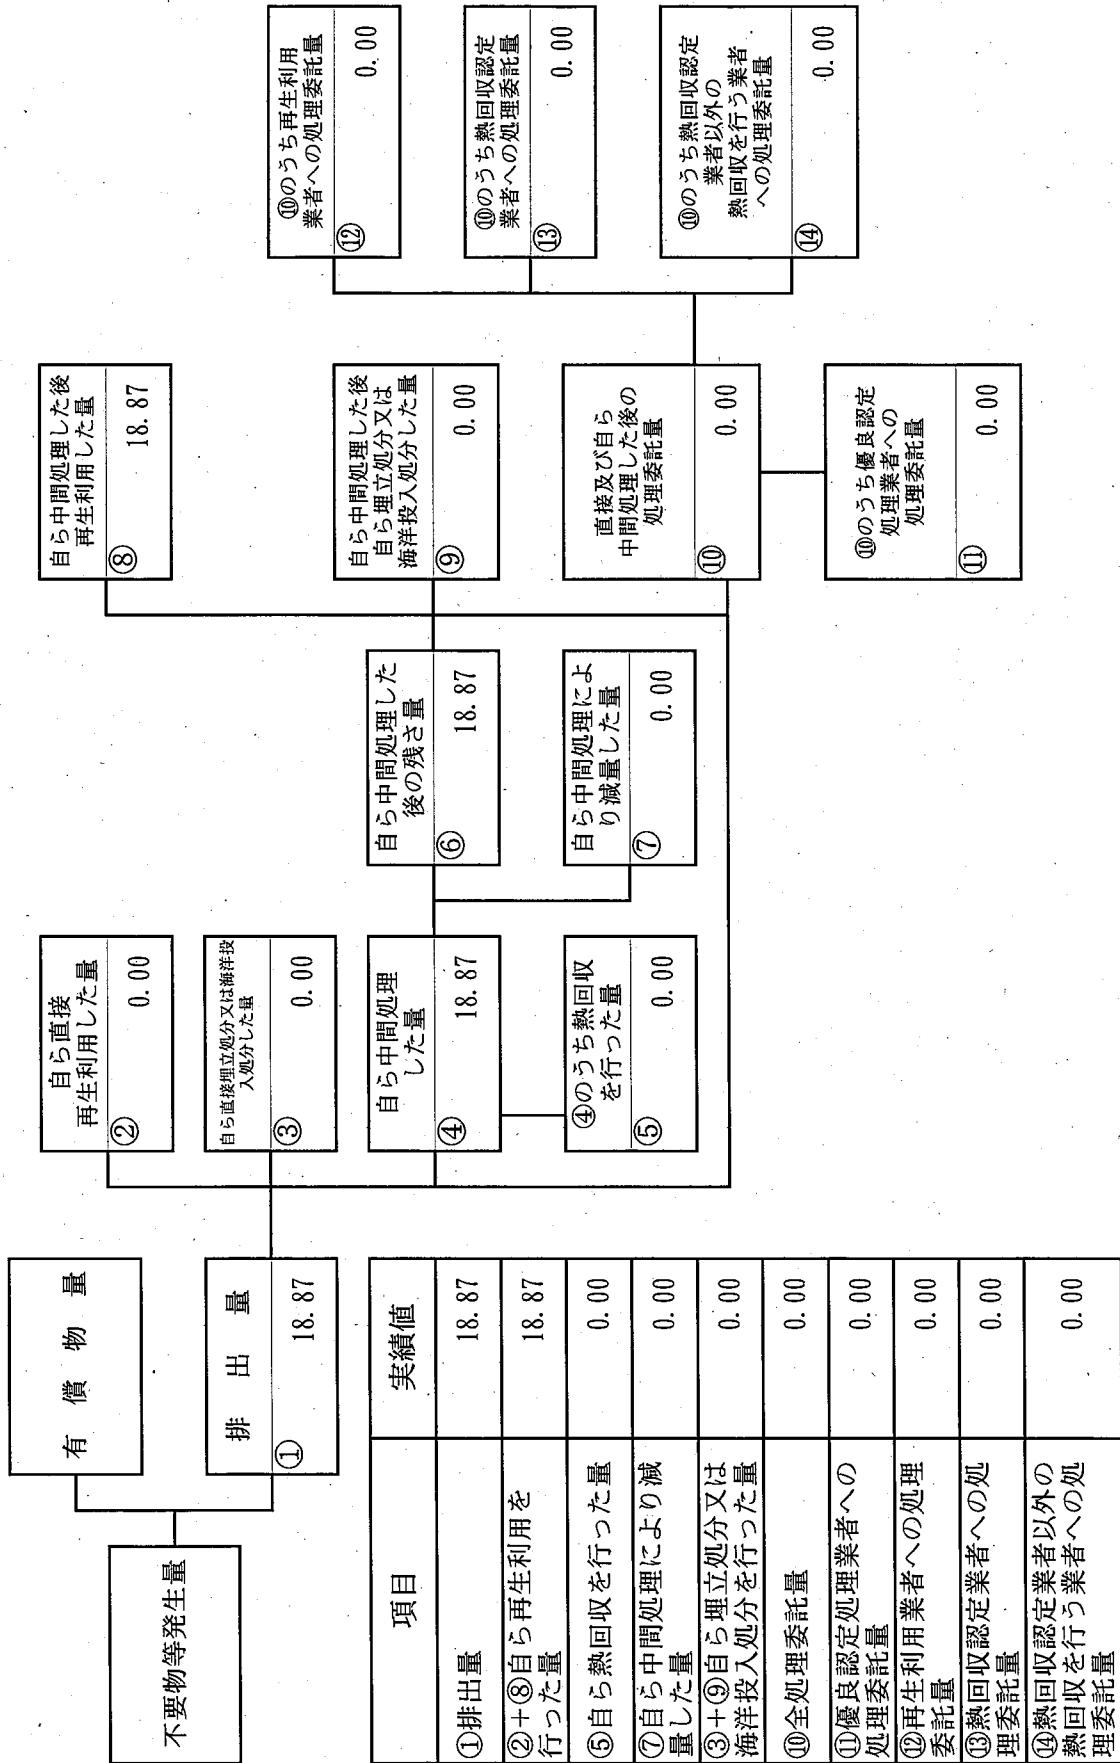 不要物等発生量
有償物量
排出量
① 18.87
自ら直接
再生利用した量
② 0.00
自ら直接埋立処分又は海洋投
入処分した量
③ 0.00
自ら中間処理
した量
④ 18.87
④のうち熱回収
を行った量
⑤ 0.00
自ら中間処理した
後の残さ量
⑥ 18.87
自ら中間処理によ
り減量した量
⑦ 0.00
自ら中間処理した後
再生利用した量
⑧ 18.87
自ら中間処理した後
自ら埋立処分又は
海洋投入処分した量
⑨ 0.00
直接及び自ら
中間処理した後の
処理委託量
⑩ 0.00
⑩のうち優良認定
処理業者への
処理委託量
⑪ 0.00
⑩のうち再生利用
業者への処理委託量
⑫ 0.00
⑩のうち熱回収認定
業者への処理委託量
⑬ 0.00
⑩のうち熱回収認定
業者以外の
熱回収を行う業者
への処理委託量
⑭ 0.00
項目 実績値
①排出量 18.87
②+⑧自ら再生利用を
行った量 18.87
⑤自ら熱回収を行った量 0.00
⑦自ら中間処理により減
量した量 0.00
③+⑨自ら埋立処分又は
海洋投入処分を行った量 0.00
⑩全処理委託量 0.00
⑪優良認定処理業者への
処理委託量 0.00
⑫再生利用業者への処理
委託量 0.00
⑬熱回収認定業者への処
理委託量 0.00
⑭熱回収認定業者以外の
熱回収を行う業者への処
理委託量 0.00